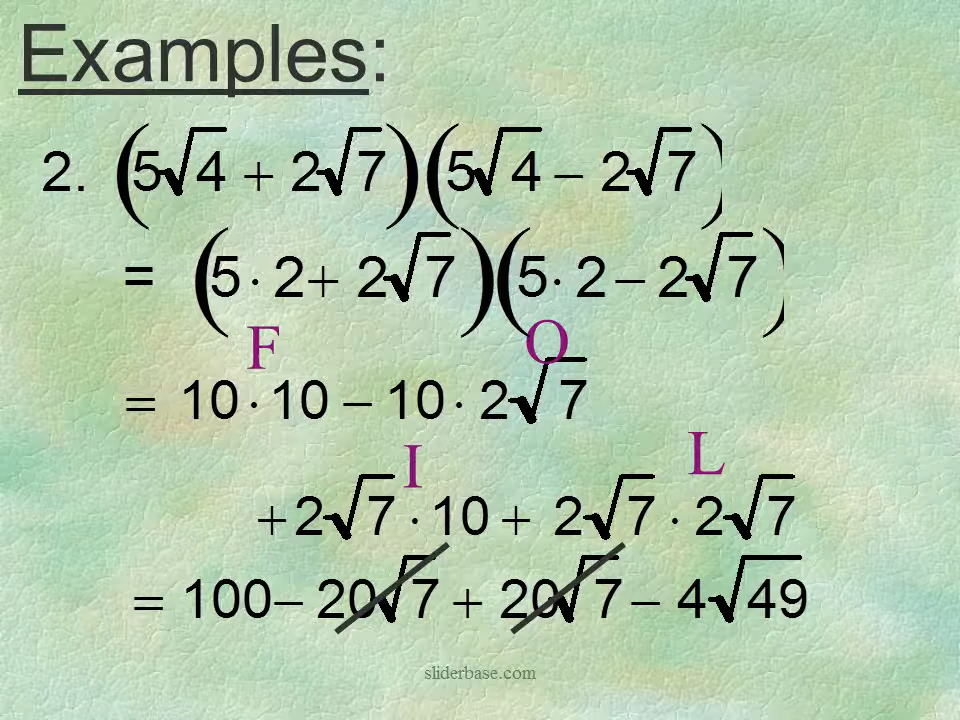 Examples:
2. (5√4 + 2√7)(5√4 − 2√7)
= (5 · 2 + 2√7)(5 · 2 − 2√7)
F O
= 10 · 10 − 10 · 2√7
I L
+ 2√7 · 10 + 2√7 · 2√7
= 100 − 20√7 + 20√7 − 4√49
sliderbase.com